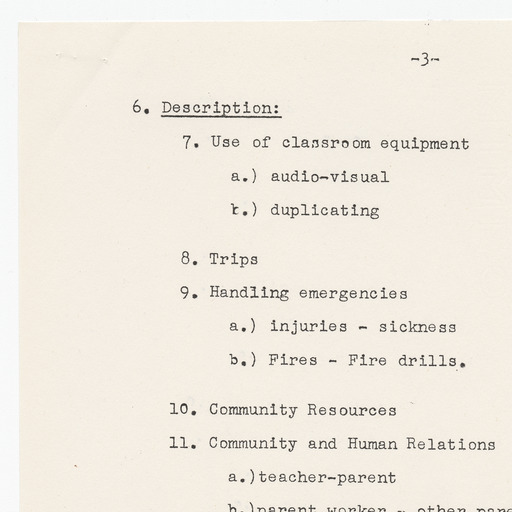 -3-
6. Description:
7. Use of classroom equipment
a.) audio-visual
b.) duplicating
8. Trips
9. Handling emergencies
a.) injuries - sickness
b.) Fires - Fire drills.
10. Community Resources
11. Community and Human Relations
a.)teacher-parent
b.)parent worker - other